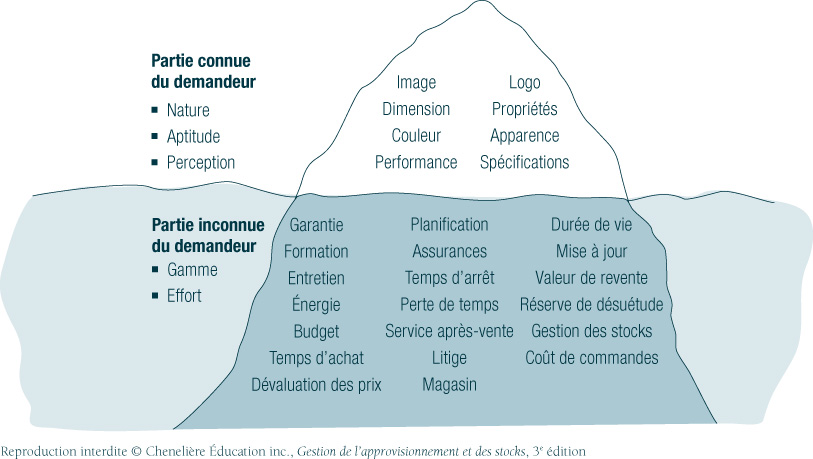 Partie connue
du demandeur
Nature
Aptitude
Perception
Image
Logo
Dimension
Propriétés
Couleur
Apparence
Performance
Spécifications
Partie inconnue
du demandeur
Gamme
Effort
Garantie
Planification
Durée de vie
Formation
Assurances
Mise à jour
Entretien
Temps d'arrêt
Valeur de revente
Énergie
Perte de temps
Réserve de désuétude
Budget
Service après-vente
Gestion des stocks
Temps d'achat
Litige
Coût de commandes
Dévaluation des prix
Magasin
Reproduction interdite © Chenelière Éducation inc., Gestion de l'approvisionnement et des stocks, 3e édition